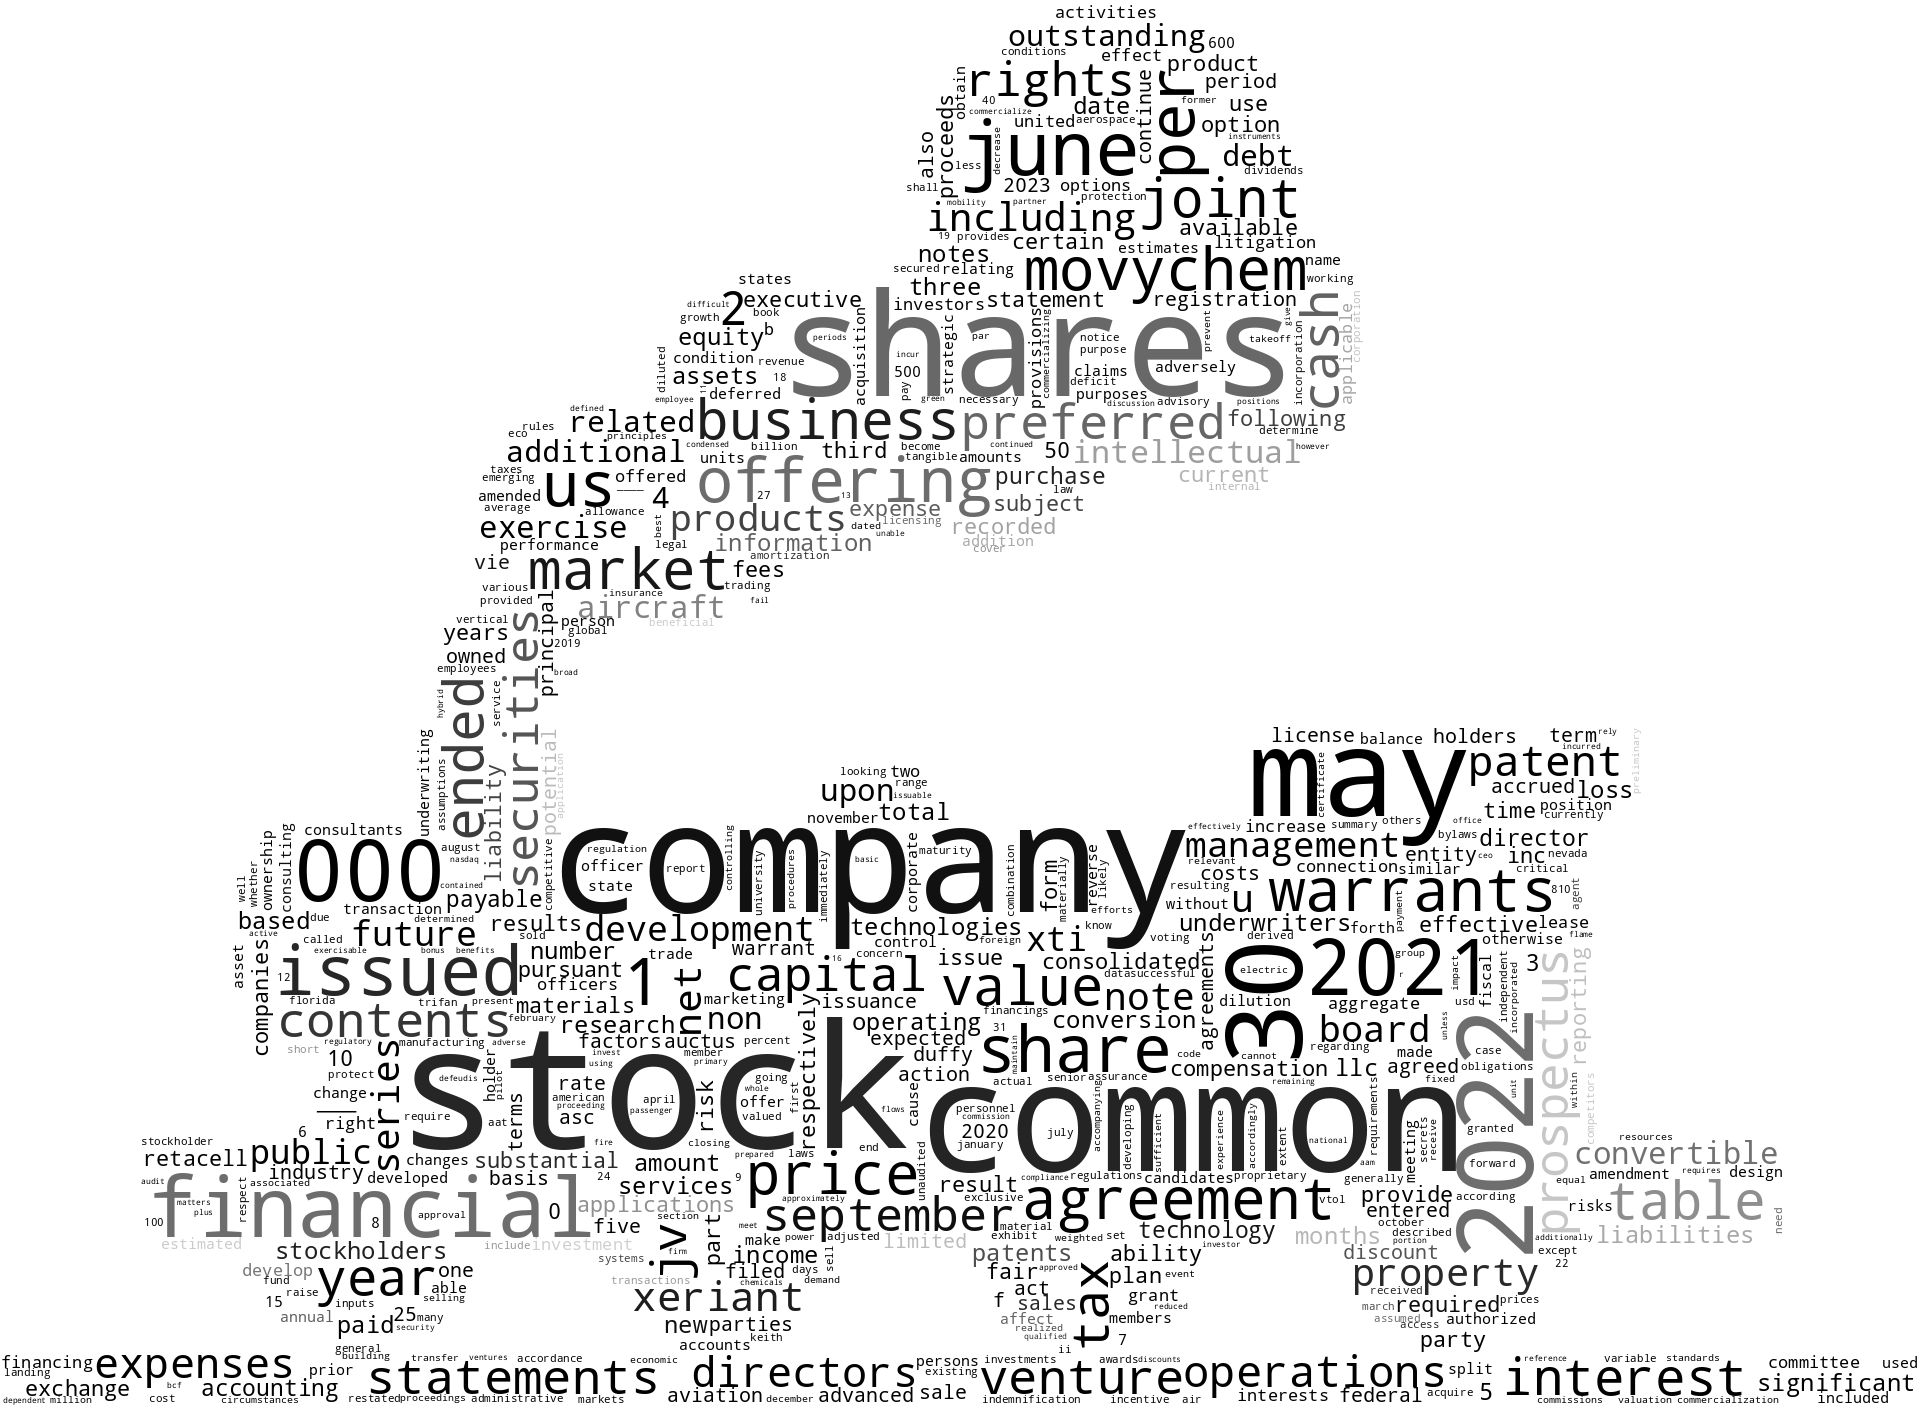 activities
outstanding 600
conditions effect product
rights period
obtain 40 date former use
commercialize continue per option
proceeds united aerospace instruments
also june debt
less decrease dividends
shall 2023 options joint
mobility partner protection
including available
19 provides certain estimates litigation
notes movychem name
secured relating working
states three
difficult 2 executive investors statement registration
growth book shares cash give
equity b periods acquisition strategic par provisions commercializing notice purpose prevent takeoff incorporation applicable corporation
condition revenue incur
diluted assets 18 500 claims adversely
deferred 11 pay deficit purposes
employee green necessary discussion advisory positions
defined related business preferred following
rules eco principles determine
additional condensed billion become continued 50 intellectual however
units third tangible amounts
taxes us offered offering purchase current
emerging internal
amended ____ 4 27 13 law
average allowance subject
exercise best products expense recorded
dated licensing unable
performance legal information addition
cover
vie market amortization
fees
various insurance trading
provided aircraft fail
vertical principal person beneficial
years global
owned 2019
employees securities broad
hybrid ended service
license balance holders term rely
underwriting may incurred preliminary
potential application patent
assumptions liability looking two
range certificate accrued loss
upon issuable time position
november total office currently
ownership consulting consultants company effectively increase summary others bylaws director
000 august regulation controlling management entity ceo inc nevada
nasdaq officer report university procedures immediately basic corporate maturity combination form materially reverse likely relevant costs connection similar critical
well whether contained state resulting
payable competitive without u warrants 810 agent
transaction efforts
based due determined results development technologies know underwriters forth payment effective lease
active called future sold warrant control foreign xti voting derived otherwise flame
companies exercisable bonus benefits number trade concern issue consolidated agreements 30 2021 group 3
asset 12 issued pursuant 1 net capital 16 value note data successful electric r impact fiscal independent incorporated
officers
florida trifan present materials marketing issuance dilution aggregate usd prospectus reporting
contents february research non financings conversion board
short regulatory manufacturing adverse factors auctus percent respectively operating 31 share regarding unless
10 invest member expected code cannot made case
series using primary duffy maintain compensation llc agreed obligations
protect defeudis holder pilot stock rate going action actual senior assurance remaining fixed 2022 unit within competitors
change american whole first cause common
____ require proceeding april risk offer flows personnel accompanying requirements
right terms asc passenger valued commission developing sufficient experience accordingly extent national meeting secrets receive granted
6 aat 2020 july
stockholder fire closing end january resources
retacell public changes substantial amount prepared laws unaudited aam forward convertible
industry developed basis 24 services 9 price compliance regulations candidates proprietary generally equal amendment requires design
audit associated result
matters plus respect financial 0 applications approximately exclusive agreement vtol provide according risks table
100 8 approval five section september material entered
estimated include investment jv part meet make power adjusted limited exhibit weighted set technology months october described portion additionally liabilities need
stockholders firm income sell patents ability investor discount except
systems
develop year one transactions filed days fair approved plan event property 22
fund able chemicals demand act
raise received
15 inputs selling xeriant f sales tax grant march required prices
annual 25 many affect reduced assumed authorized
paid security new parties realized members access
accounts keith qualified 7 party
general ii
financing expenses building transfer ventures accordance economic directors persons investments awards discounts operations split reference variable standards committee used
landing prior statements existing venture interest
exchange bcf accounting aviation advanced sale interests federal acquire 5 significant
dependent million cost circumstances restated proceedings administrative markets december indemnification incentive air commissions valuation commercialization included